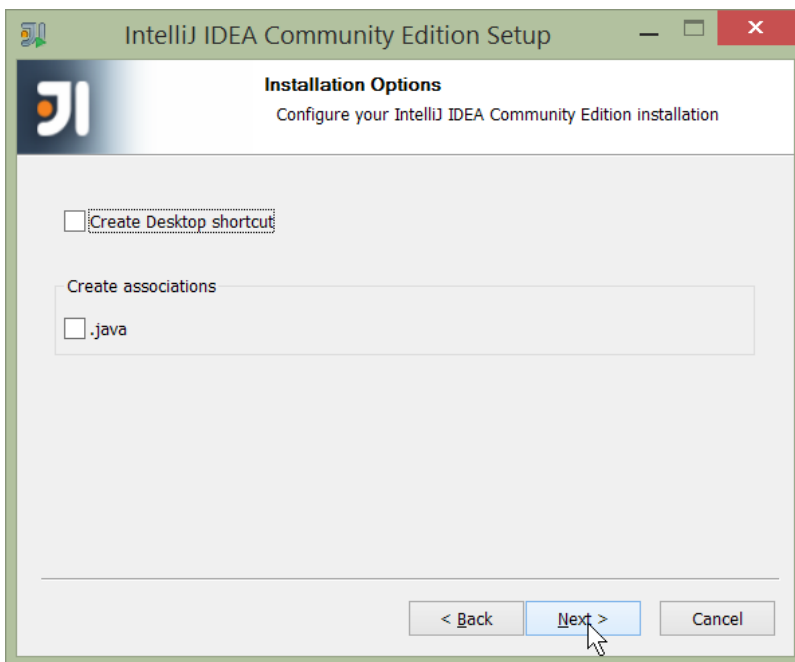 IntelliJ IDEA Community Edition Setup
JI
Installation Options
Configure your IntelliJ IDEA Community Edition installation
Create Desktop shortcut
Create associations
.java
< Back
Next >
Cancel